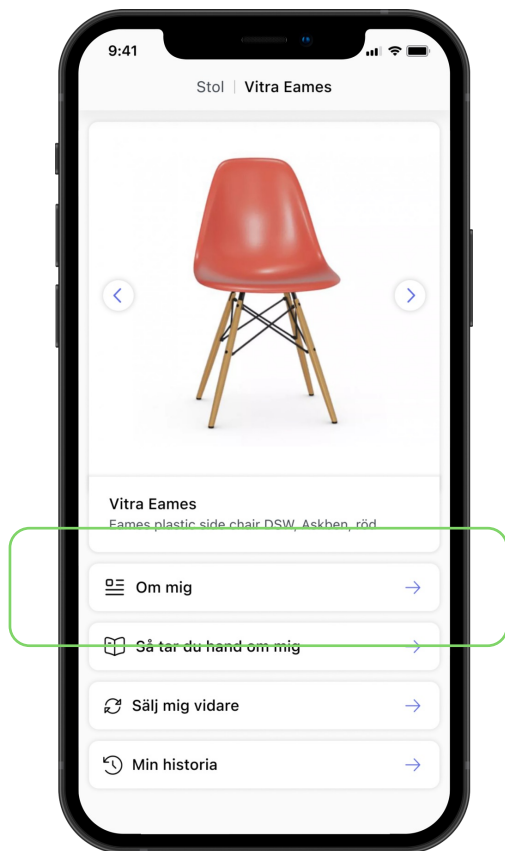 9:41
Stol | Vitra Eames
Vitra Eames
Eames plastic side chair DSW, Askben, röd
Om mig
Så tar du hand om mig
Sälj mig vidare
Min historia